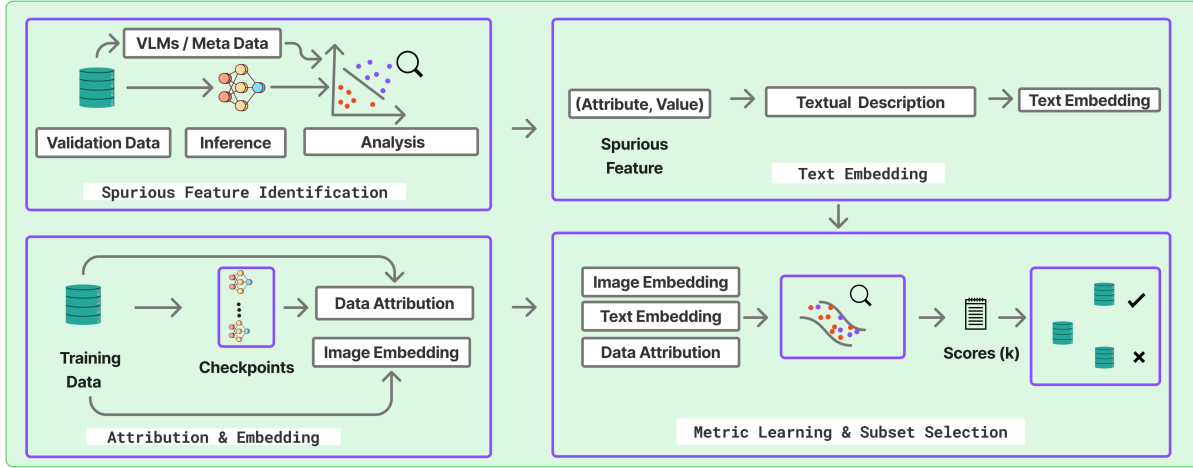 VLMs / Meta Data
Validation Data
Inference
Analysis
Spurious Feature Identification
(Attribute, Value)
Textual Description
Text Embedding
Spurious
Feature
Text Embedding
Training
Data
Checkpoints
Data Attribution
Image Embedding
Attribution & Embedding
Image Embedding
Text Embedding
Data Attribution
Scores (k)
Metric Learning & Subset Selection